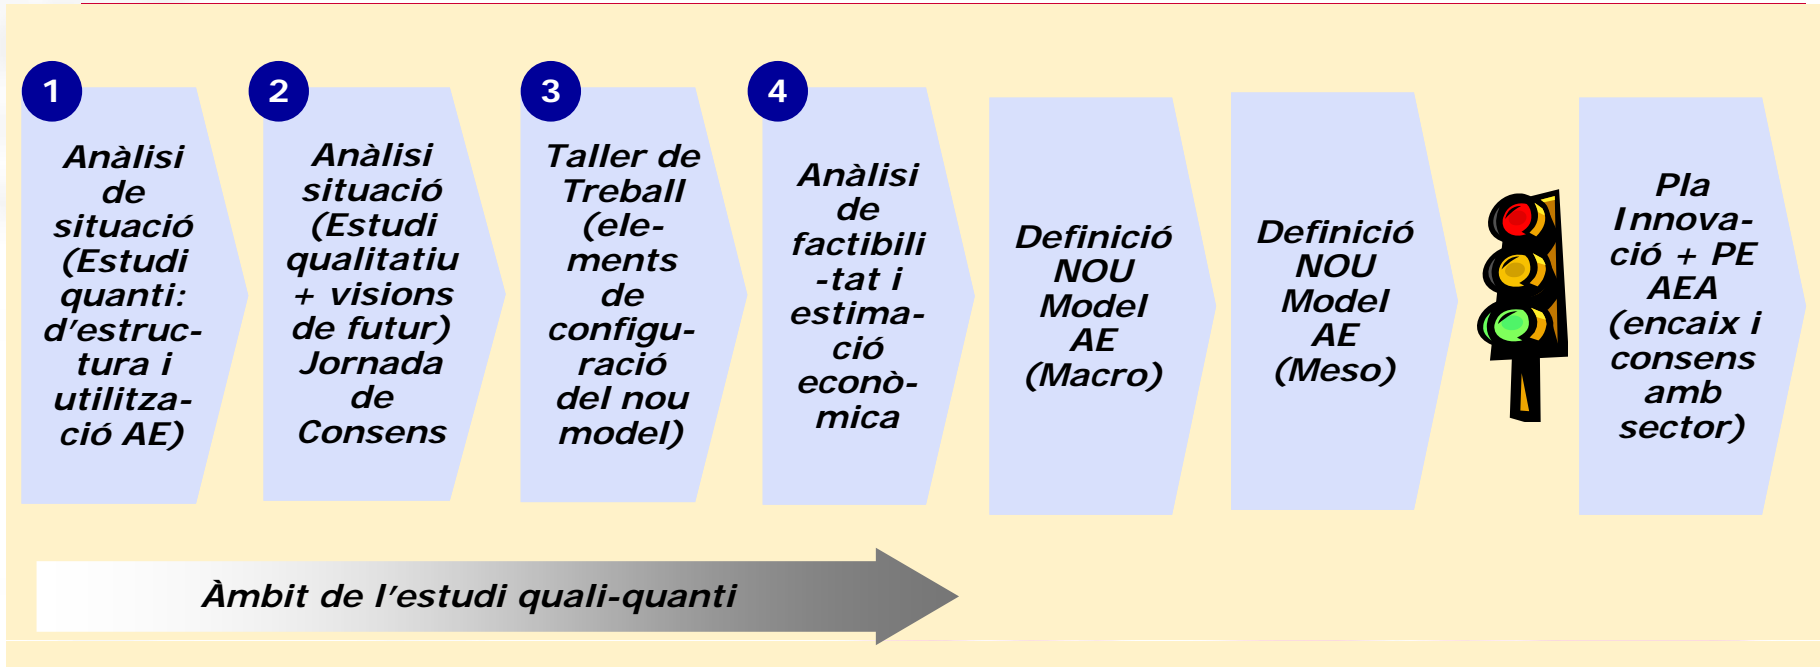 1
Anàlisi
de
situació
(Estudi
quanti:
d'estruc-
tura i
utilitza-
ció AE)
2
Anàlisi
situació
(Estudi
qualitatiu
+ visions
de futur)
Jornada
de
Consens
3
Taller de
Treball
(ele-
ments
de
configu-
ració
del nou
model)
4
Anàlisi
de
factibili
-tat i
estima-
ció
econò-
mica
Definició
NOU
Model
AE
(Macro)
Definició
NOU
Model
AE
(Meso)
Pla
Innova-
ció + PE
AEA
(encaix i
consens
amb
sector)
Àmbit de l'estudi quali-quanti